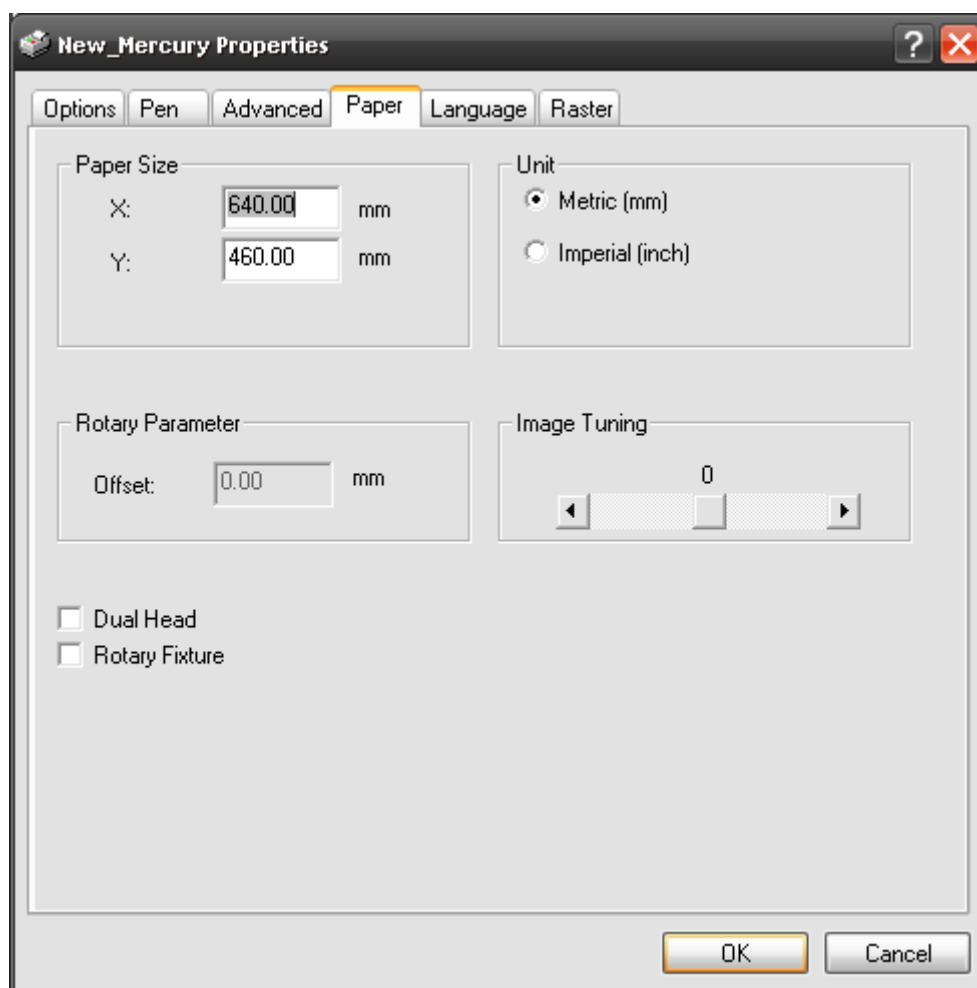 New_Mercury Properties
Options Pen Advanced Paper Language Raster
Paper Size
X: 640.00 mm
Y: 460.00 mm
Unit
Metric (mm)
Imperial (inch)
Rotary Parameter
Offset: 0.00 mm
Image Tuning
0
Dual Head
Rotary Fixture
OK Cancel